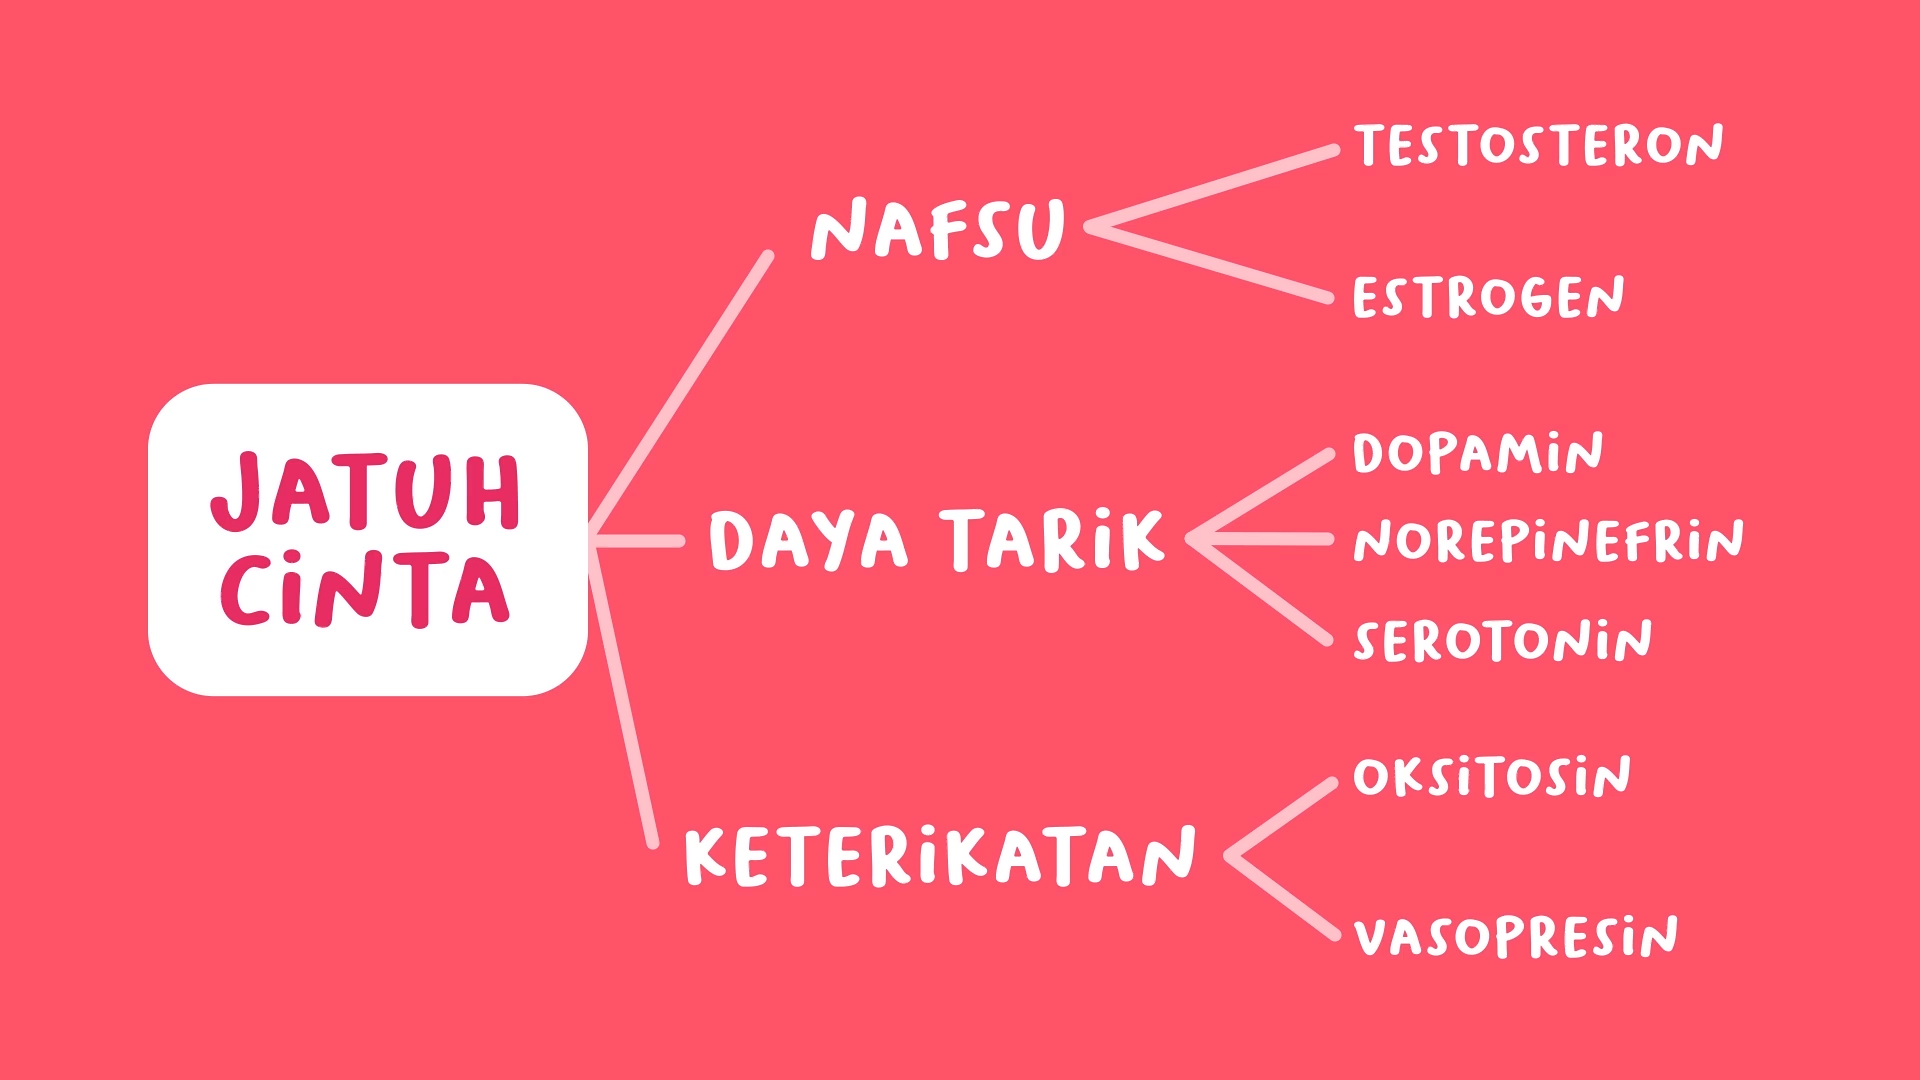 JATUH
CINTA
NAFSU
TESTOSTERON
ESTROGEN
DAYA TARIK
DOPAMIN
NOREPINEFRIN
SEROTONIN
KETERIKATAN
OKSITOSIN
VASOPRESIN